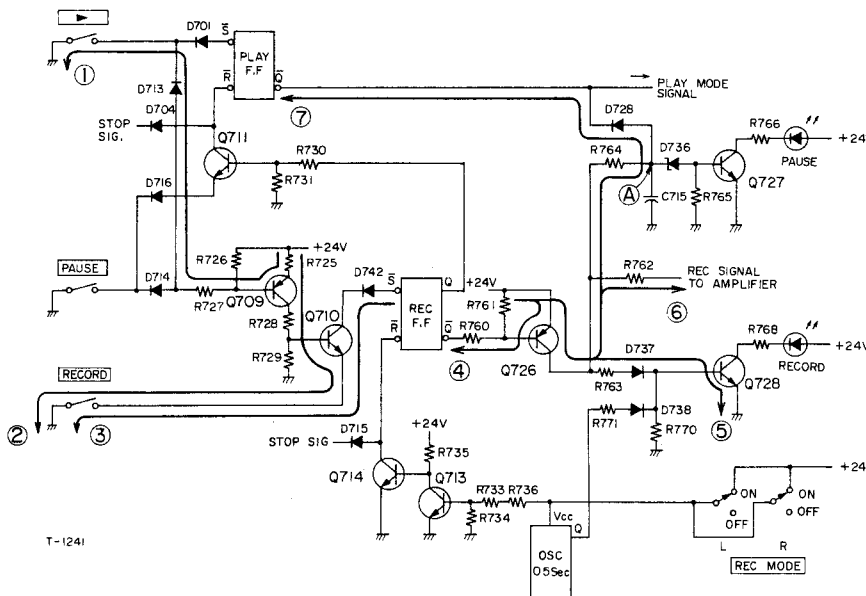 D701
S̄
PLAY
F.F
R̄
Q̄
①
D713
D704
STOP
SIG.
⑦
→
PLAY MODE
SIGNAL
D728
R766
+24
PAUSE
R764
D736
Q727
Ⓐ
C715
R765
Q711
R730
R731
D716
R726
+24V
R725
PAUSE
D714
R727
Q709
R728
R729
Q710
D742
S̄
Q
REC
F.F
R̄
Q̄
+24V
R761
R760
④
Q726
R762
REC SIGNAL
TO AMPLIFIER
⑥
R768
+24V
RECORD
D737
R763
Q728
R771
D738
R770
⑤
RECORD
②
③
STOP SIG
D715
+24V
R735
Q714
Q713
R733
R736
R734
Vcc
Q
OSC
0.5Sec
+24
ON
OFF
ON
OFF
L
R
REC MODE
T-1241